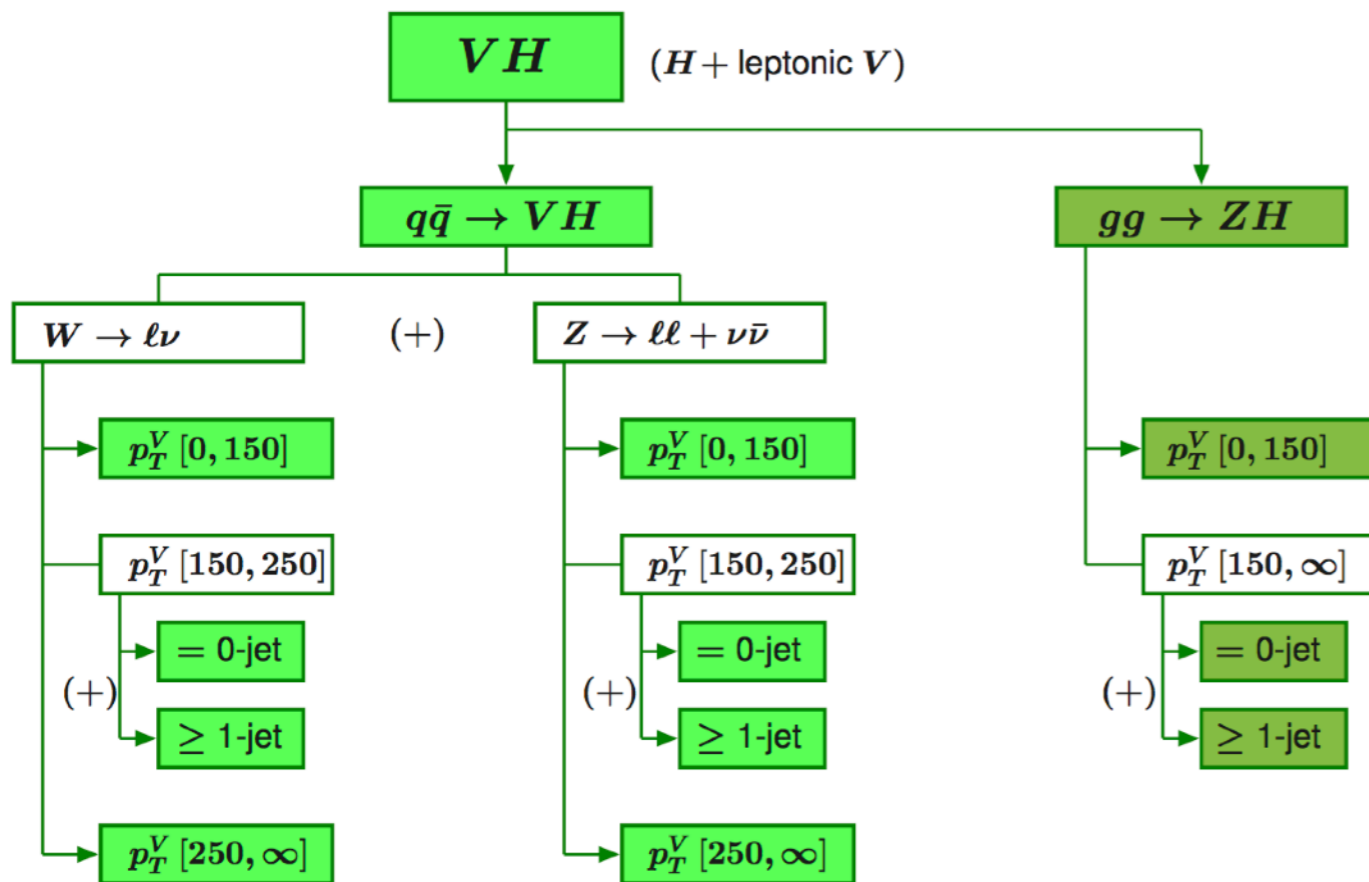 VH (H + leptonic V)
qq̄ → VH
gg → ZH
W → ℓν (+) Z → ℓℓ + νν̄
p_T^V [0, 150] p_T^V [0, 150] p_T^V [0, 150]
p_T^V [150, 250] p_T^V [150, 250] p_T^V [150, ∞]
= 0-jet = 0-jet = 0-jet
(+) (+) (+)
≥ 1-jet ≥ 1-jet ≥ 1-jet
p_T^V [250, ∞] p_T^V [250, ∞]